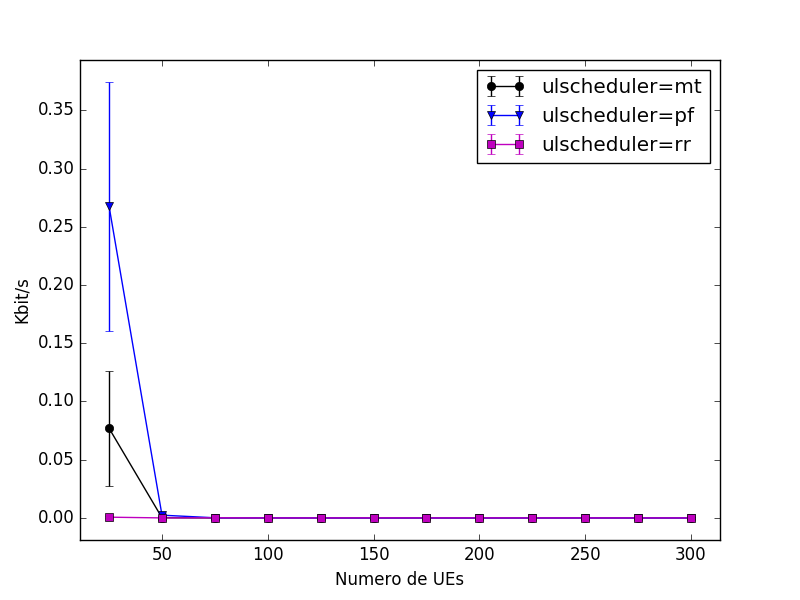 ulscheduler=mt
ulscheduler=pf
ulscheduler=rr
Kbit/s
0.35
0.30
0.25
0.20
0.15
0.10
0.05
0.00
50 100 150 200 250 300
Numero de UEs